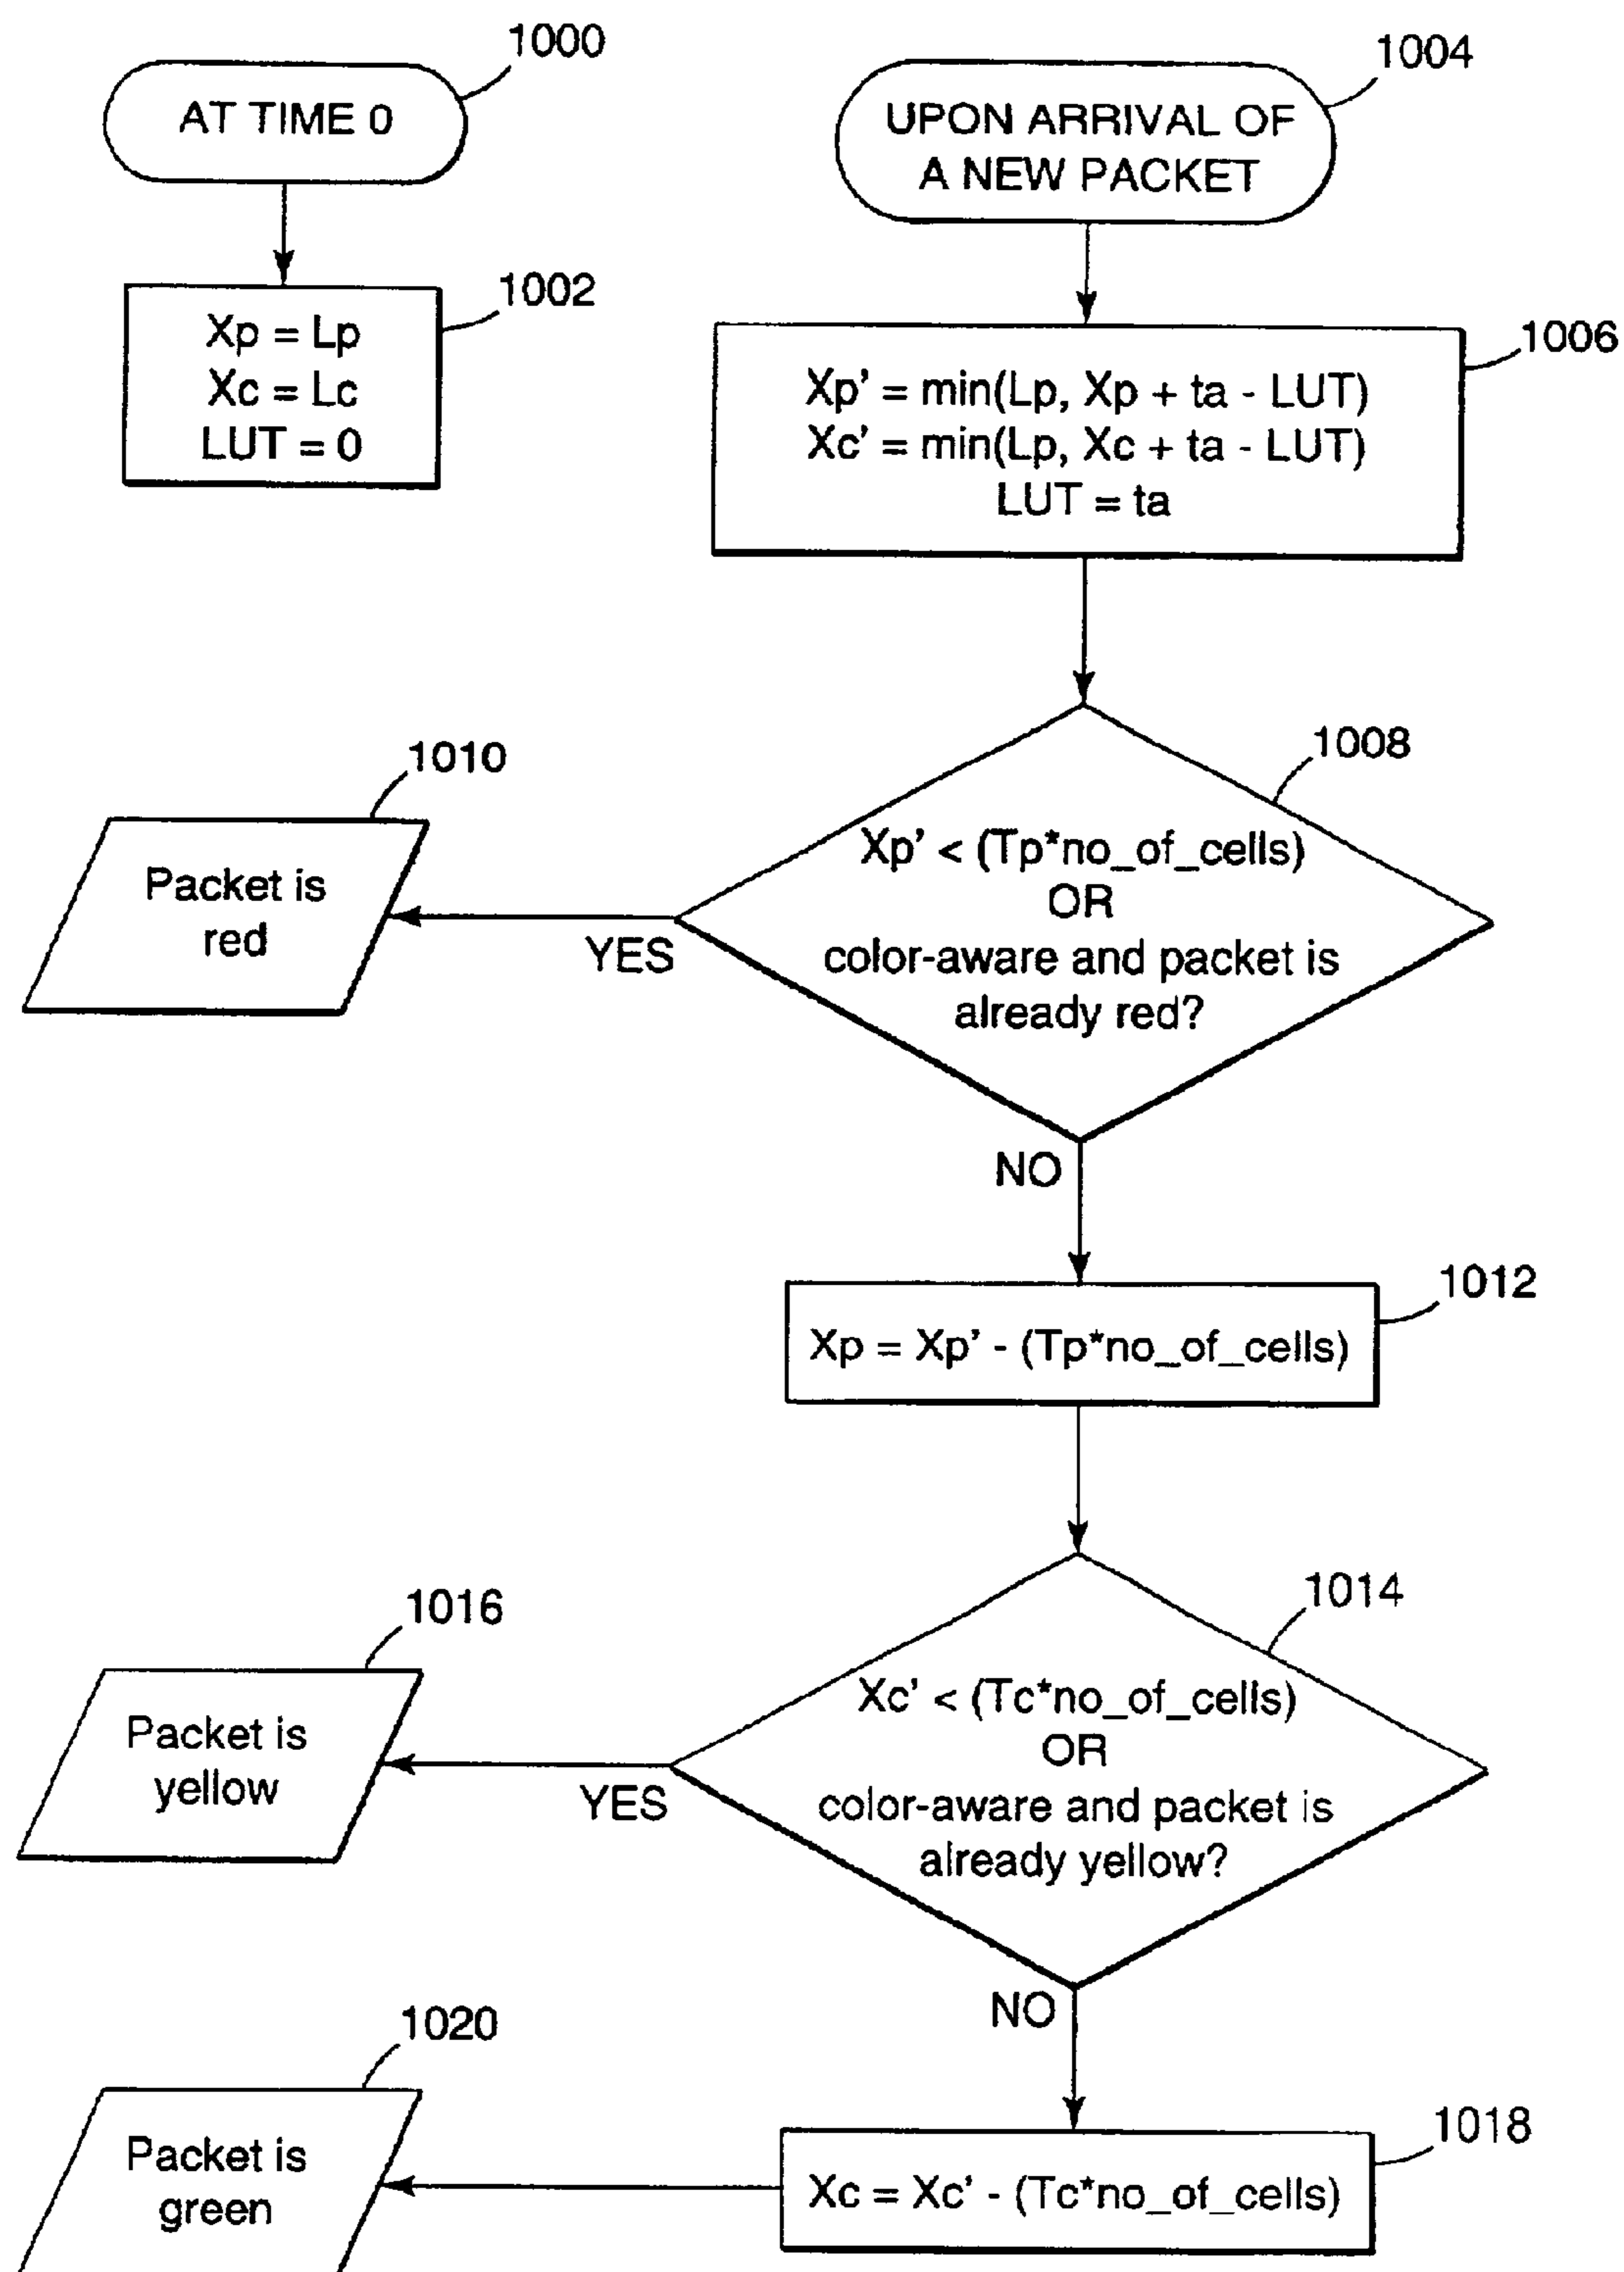 1000
AT TIME 0
1002
Xp = Lp
Xc = Lc
LUT = 0
1004
UPON ARRIVAL OF
A NEW PACKET
1006
Xp' = min(Lp, Xp + ta - LUT)
Xc' = min(Lp, Xc + ta - LUT)
LUT = ta
1008
Xp' < (Tp*no_of_cells)
OR
color-aware and packet is
already red?
YES
1010
Packet is
red
NO
1012
Xp = Xp' - (Tp*no_of_cells)
1014
Xc' < (Tc*no_of_cells)
OR
color-aware and packet is
already yellow?
YES
1016
Packet is
yellow
NO
1018
Xc = Xc' - (Tc*no_of_cells)
1020
Packet is
green